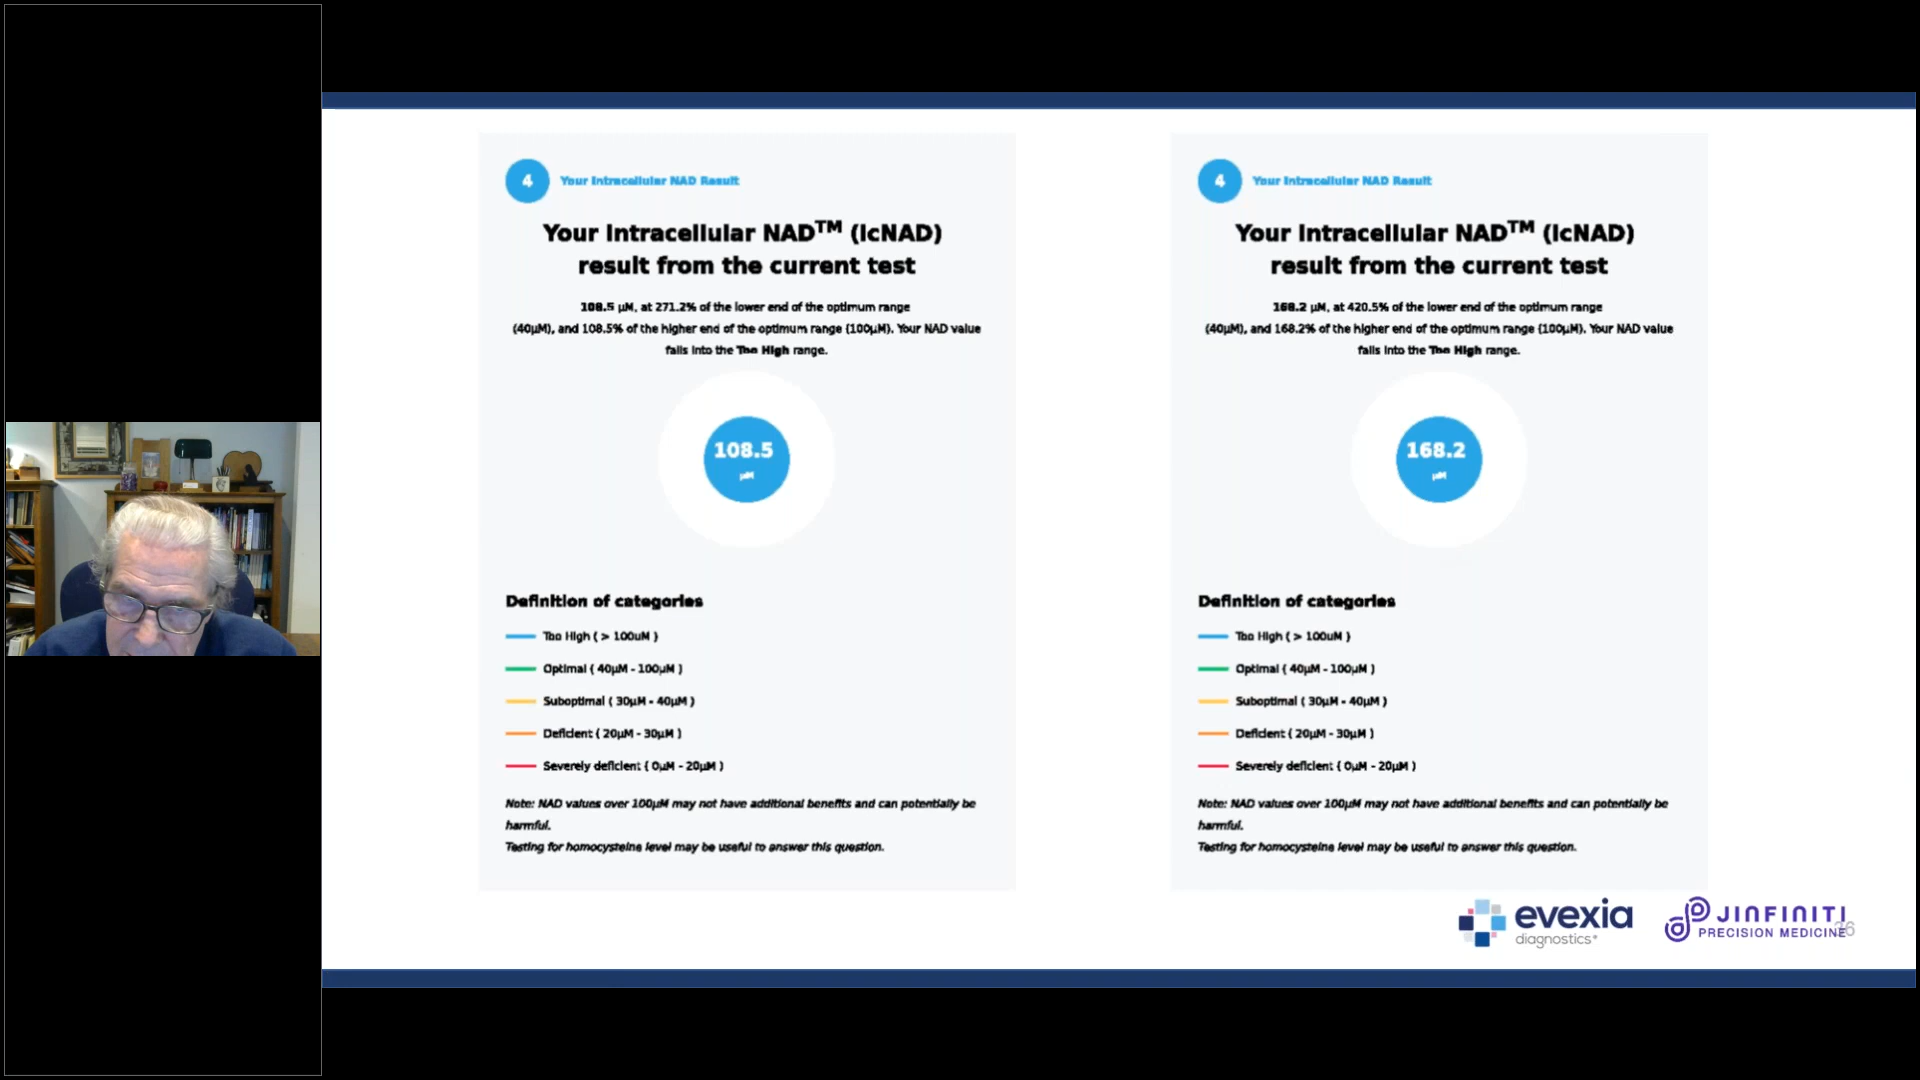 4 Your Intracellular NAD Result
Your Intracellular NAD™ (IcNAD)
result from the current test
108.5 μM, at 271.2% of the lower end of the optimum range
(40μM), and 108.5% of the higher end of the optimum range (100μM). Your NAD value
falls into the Too High range.
108.5
μM
Definition of categories
Too High ( > 100uM )
Optimal ( 40μM - 100μM )
Suboptimal ( 30μM - 40μM )
Deficient ( 20μM - 30μM )
Severely deficient ( 0μM - 20μM )
Note: NAD values over 100μM may not have additional benefits and can potentially be
harmful.
Testing for homocysteine level may be useful to answer this question.
4 Your Intracellular NAD Result
Your Intracellular NAD™ (IcNAD)
result from the current test
168.2 μM, at 420.5% of the lower end of the optimum range
(40μM), and 168.2% of the higher end of the optimum range (100μM). Your NAD value
falls into the Too High range.
168.2
μM
Definition of categories
Too High ( > 100uM )
Optimal ( 40μM - 100μM )
Suboptimal ( 30μM - 40μM )
Deficient ( 20μM - 30μM )
Severely deficient ( 0μM - 20μM )
Note: NAD values over 100μM may not have additional benefits and can potentially be
harmful.
Testing for homocysteine level may be useful to answer this question.
evexia
diagnostics®
JINFINITI
PRECISION MEDICINE
26